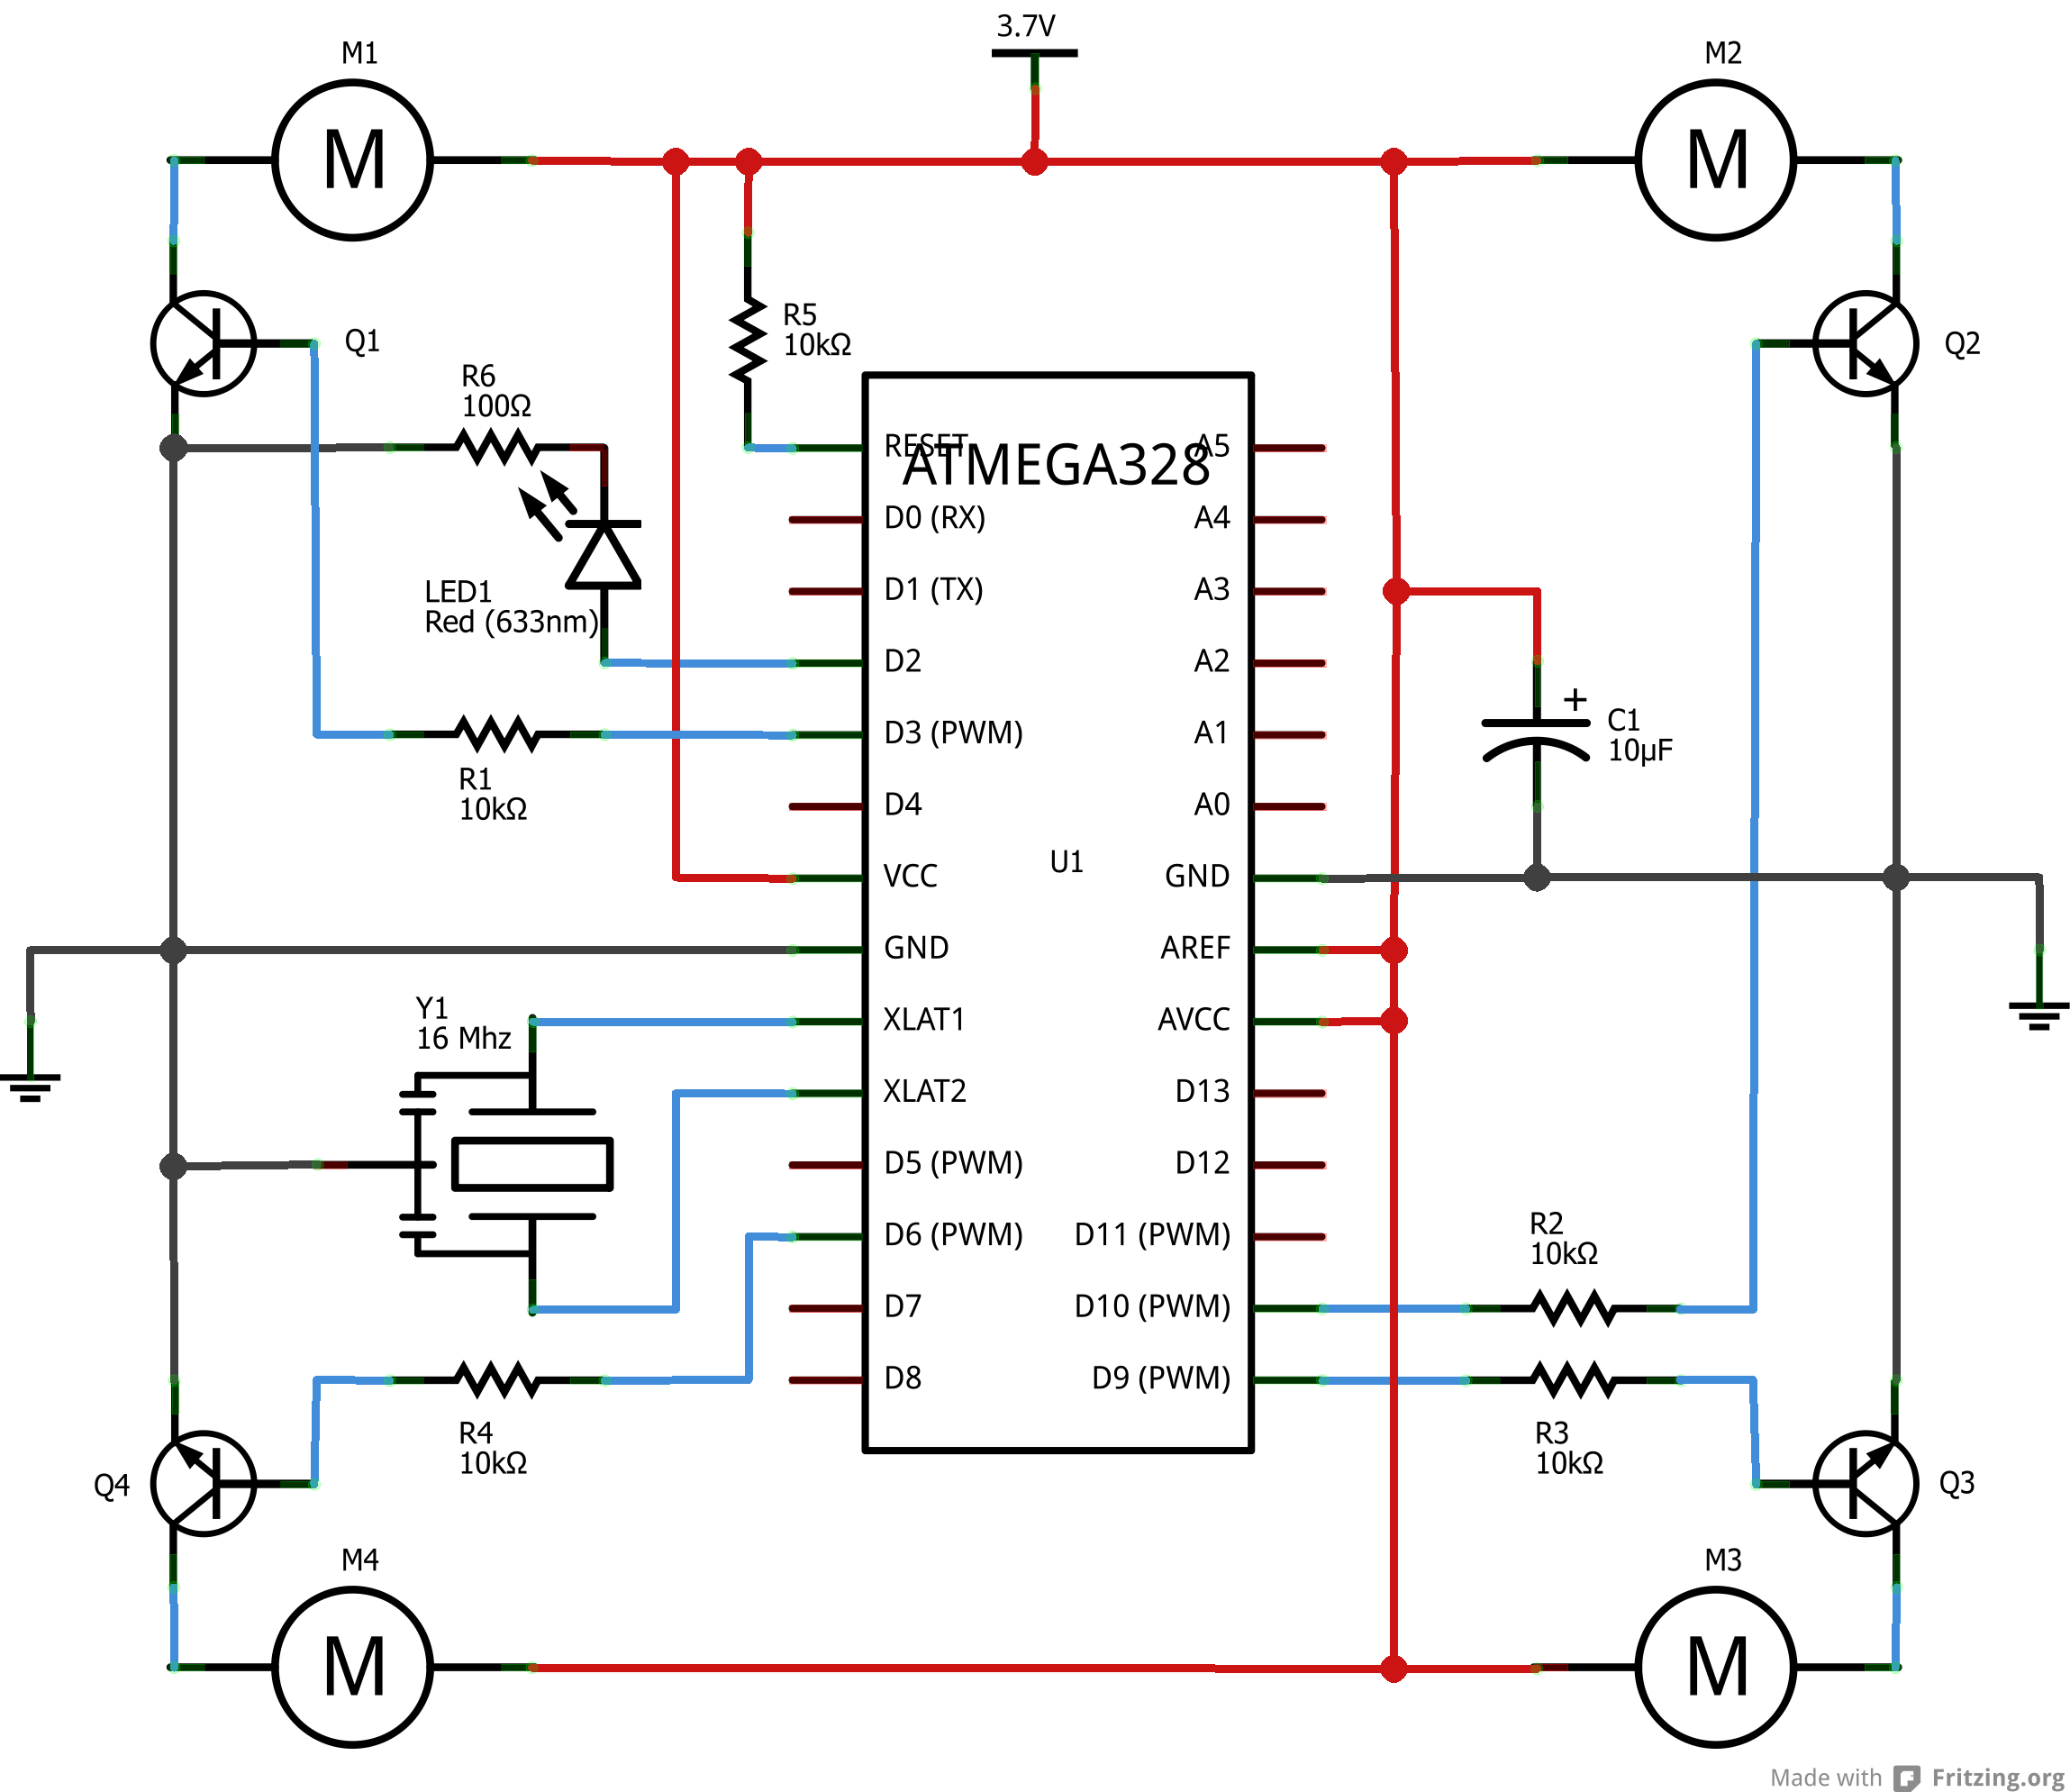 3.7V
M1
M
M2
M
Q1
Q2
R5
10kΩ
R6
100Ω
LED1
Red (633nm)
R1
10kΩ
ATMEGA328
U1
RESET
D0 (RX)
D1 (TX)
D2
D3 (PWM)
D4
VCC
GND
XLAT1
XLAT2
D5 (PWM)
D6 (PWM)
D7
D8
A5
A4
A3
A2
A1
A0
GND
AREF
AVCC
D13
D12
D11 (PWM)
D10 (PWM)
D9 (PWM)
+
C1
10µF
Y1
16 Mhz
R2
10kΩ
R3
10kΩ
R4
10kΩ
Q4
Q3
M4
M
M3
M
Made with Fritzing.org